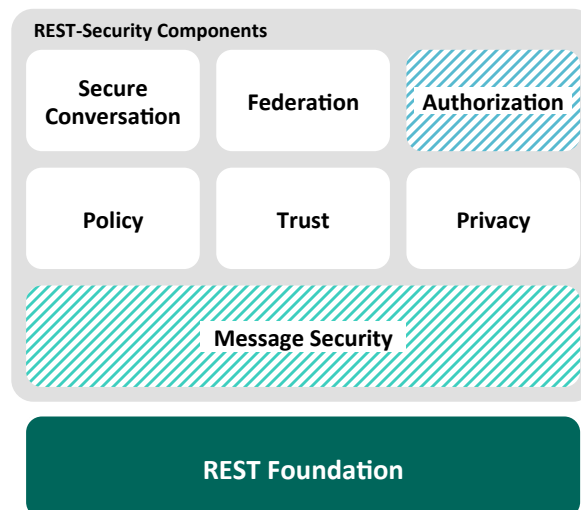 REST-Security Components
Secure
Conversation
Federation
Authorization
Policy
Trust
Privacy
Message Security
REST Foundation